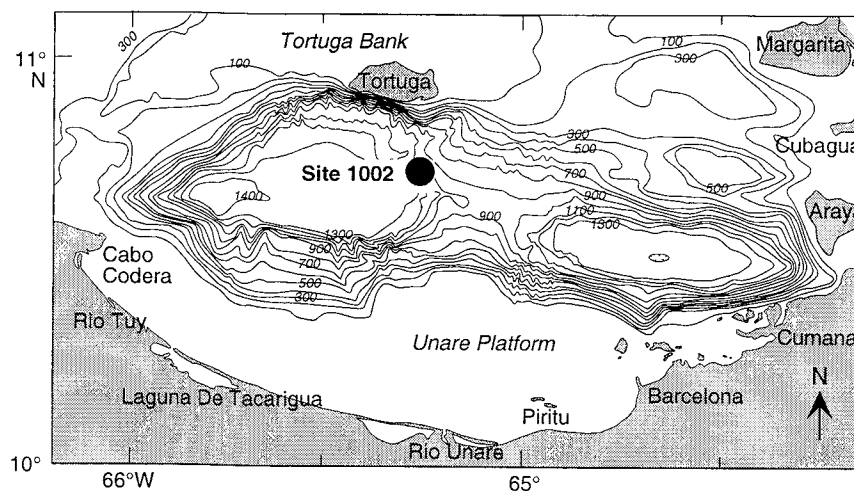 300
Tortuga Bank
100
Margarita
11°
N
300
100
Tortuga
300
500
Cubagua
Site 1002
700
500
1400
900
1100
1300
Araya
900
1300
Cabo
Codera
900
700
500
300
Rio Tuy
Unare Platform
Cumana
N
Laguna De Tacarigua
Piritu
Barcelona
Rio Unare
10°
66°W
65°